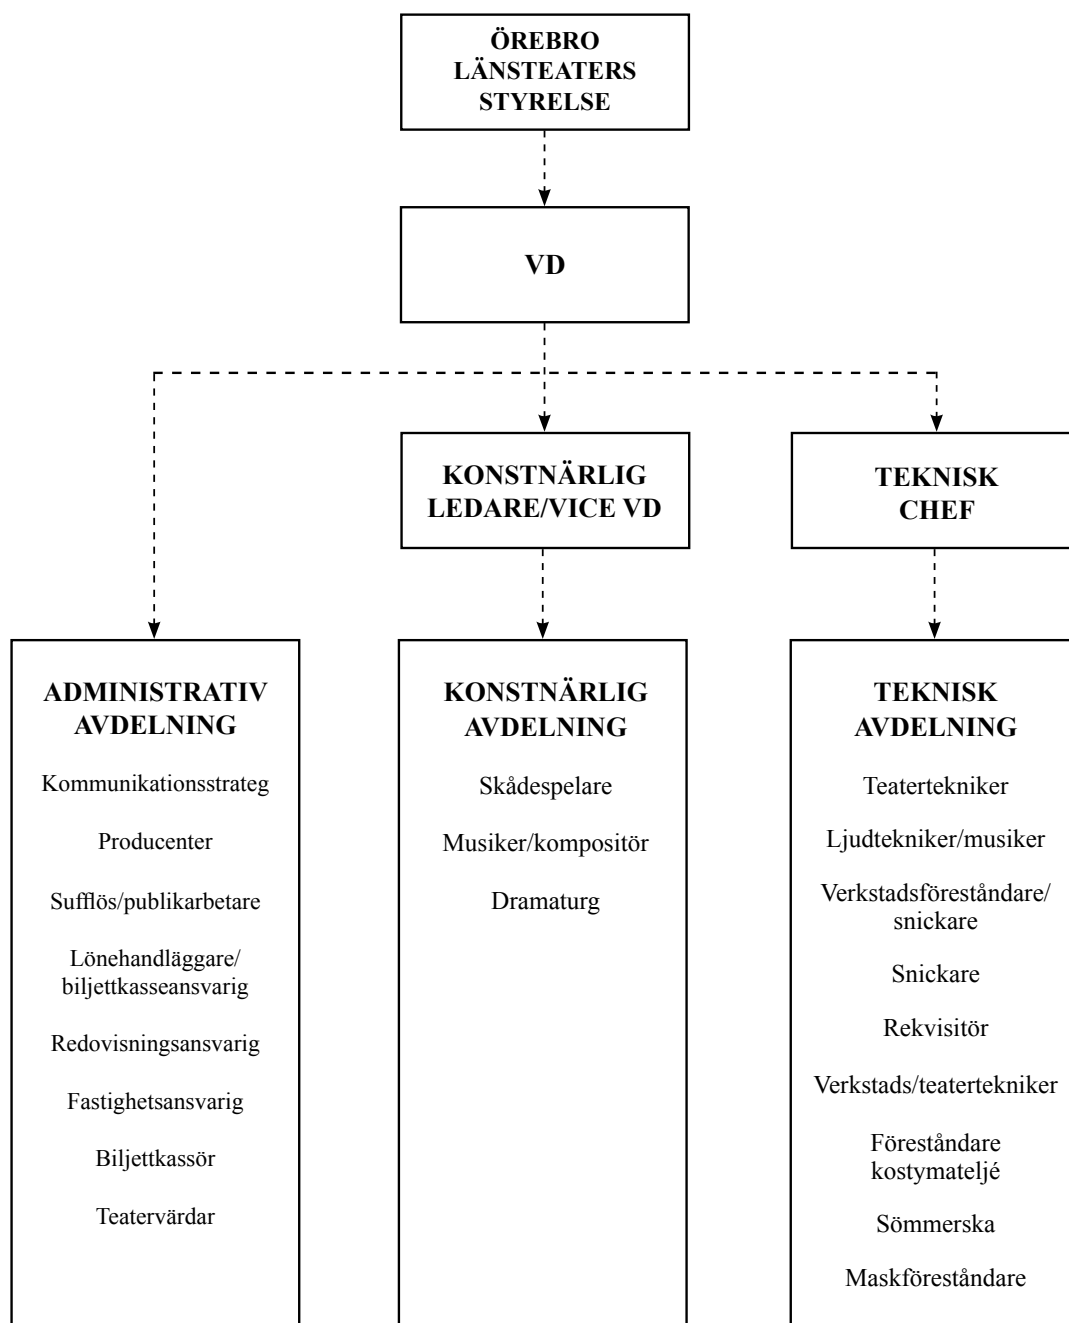 ÖREBRO
LÄNSTEATERS
STYRELSE
VD
KONSTNÄRLIG
LEDARE/VICE VD
TEKNISK
CHEF
ADMINISTRATIV
AVDELNING
Kommunikationsstrateg
Producenter
Sufflös/publikarbetare
Lönehandläggare/
biljettkasseansvarig
Redovisningsansvarig
Fastighetsansvarig
Biljettkassör
Teatervärdar
KONSTNÄRLIG
AVDELNING
Skådespelare
Musiker/kompositör
Dramaturg
TEKNISK
AVDELNING
Teatertekniker
Ljudtekniker/musiker
Verkstadsföreståndare/
snickare
Snickare
Rekvisitör
Verkstads/teatertekniker
Föreståndare
kostymateljé
Sömmerska
Maskföreståndare